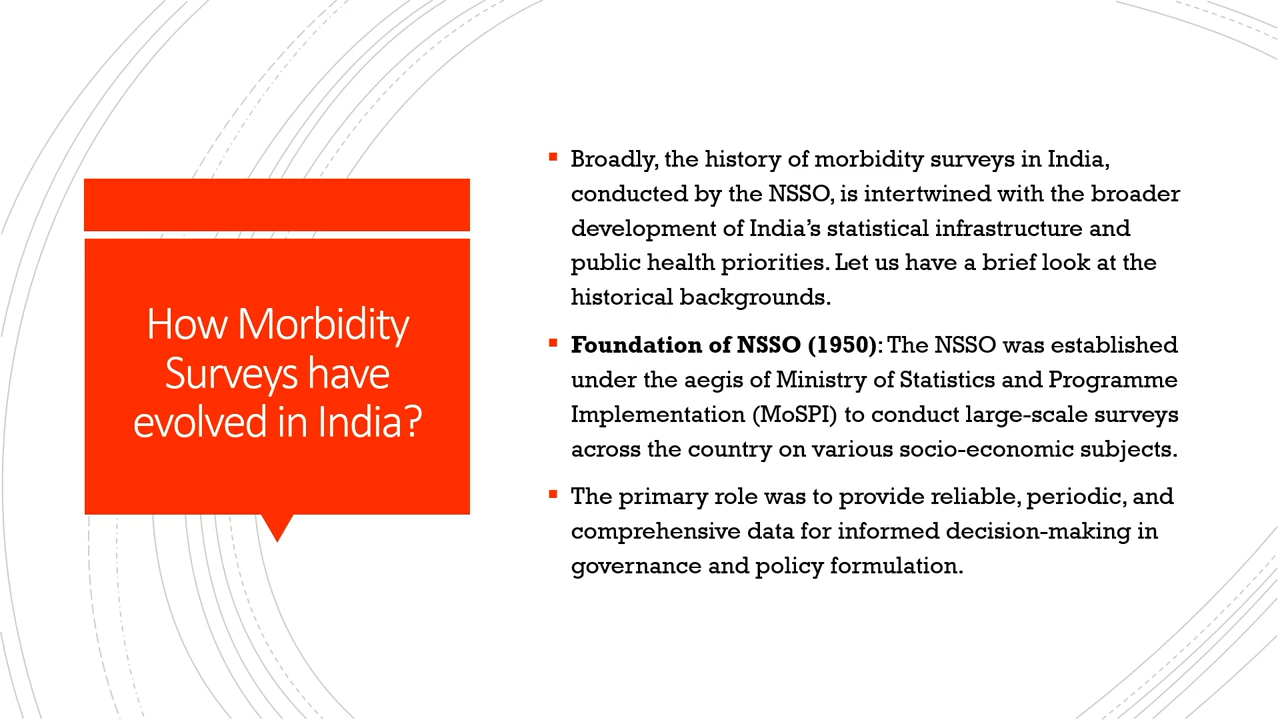 How Morbidity
Surveys have
evolved in India?
Broadly, the history of morbidity surveys in India,
conducted by the NSSO, is intertwined with the broader
development of India’s statistical infrastructure and
public health priorities. Let us have a brief look at the
historical backgrounds.
Foundation of NSSO (1950): The NSSO was established
under the aegis of Ministry of Statistics and Programme
Implementation (MoSPI) to conduct large-scale surveys
across the country on various socio-economic subjects.
The primary role was to provide reliable, periodic, and
comprehensive data for informed decision-making in
governance and policy formulation.